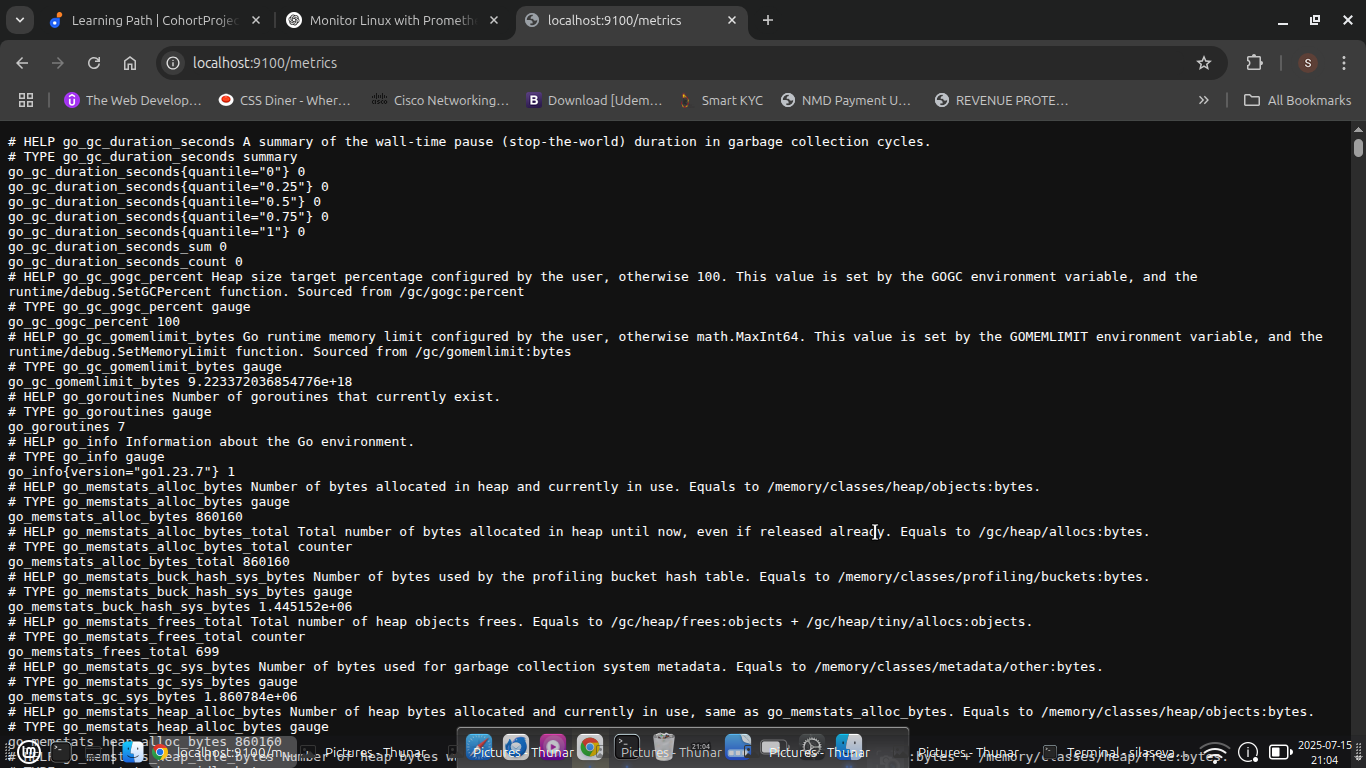 Learning Path | CohortProjec
Monitor Linux with Prometh
localhost:9100/metrics
localhost:9100/metrics
S
The Web Develop...
CSS Diner - Wher...
Cisco Networking...
Download [Udem...
Smart KYC
NMD Payment U...
REVENUE PROTE...
All Bookmarks
# HELP go_gc_duration_seconds A summary of the wall-time pause (stop-the-world) duration in garbage collection cycles.
# TYPE go_gc_duration_seconds summary
go_gc_duration_seconds{quantile="0"} 0
go_gc_duration_seconds{quantile="0.25"} 0
go_gc_duration_seconds{quantile="0.5"} 0
go_gc_duration_seconds{quantile="0.75"} 0
go_gc_duration_seconds{quantile="1"} 0
go_gc_duration_seconds_sum 0
go_gc_duration_seconds_count 0
# HELP go_gc_gogc_percent Heap size target percentage configured by the user, otherwise 100. This value is set by the GOGC environment variable, and the
runtime/debug.SetGCPercent function. Sourced from /gc/gogc:percent
# TYPE go_gc_gogc_percent gauge
go_gc_gogc_percent 100
# HELP go_gc_gomemlimit_bytes Go runtime memory limit configured by the user, otherwise math.MaxInt64. This value is set by the GOMEMLIMIT environment variable, and the
runtime/debug.SetMemoryLimit function. Sourced from /gc/gomemlimit:bytes
# TYPE go_gc_gomemlimit_bytes gauge
go_gc_gomemlimit_bytes 9.223372036854776e+18
# HELP go_goroutines Number of goroutines that currently exist.
# TYPE go_goroutines gauge
go_goroutines 7
# HELP go_info Information about the Go environment.
# TYPE go_info gauge
go_info{version="go1.23.7"} 1
# HELP go_memstats_alloc_bytes Number of bytes allocated in heap and currently in use. Equals to /memory/classes/heap/objects:bytes.
# TYPE go_memstats_alloc_bytes gauge
go_memstats_alloc_bytes 860160
# HELP go_memstats_alloc_bytes_total Total number of bytes allocated in heap until now, even if released already. Equals to /gc/heap/allocs:bytes.
# TYPE go_memstats_alloc_bytes_total counter
go_memstats_alloc_bytes_total 860160
# HELP go_memstats_buck_hash_sys_bytes Number of bytes used by the profiling bucket hash table. Equals to /memory/classes/profiling/buckets:bytes.
# TYPE go_memstats_buck_hash_sys_bytes gauge
go_memstats_buck_hash_sys_bytes 1.445152e+06
# HELP go_memstats_frees_total Total number of heap objects frees. Equals to /gc/heap/frees:objects + /gc/heap/tiny/allocs:objects.
# TYPE go_memstats_frees_total counter
go_memstats_frees_total 699
# HELP go_memstats_gc_sys_bytes Number of bytes used for garbage collection system metadata. Equals to /memory/classes/metadata/other:bytes.
# TYPE go_memstats_gc_sys_bytes gauge
go_memstats_gc_sys_bytes 1.860784e+06
# HELP go_memstats_heap_alloc_bytes Number of heap bytes allocated and currently in use, same as go_memstats_alloc_bytes. Equals to /memory/classes/heap/objects:bytes.
# TYPE go_memstats_heap_alloc_bytes gauge
go_memstats_heap_alloc_bytes 860160
localhost:9100/m
Pictures - Thunar
Pictures - Thunar
Pictures - Thunar
21:04
Pictures - Thunar
Pictures - Thunar
Terminal - silaseya
2025-07-15
21:04